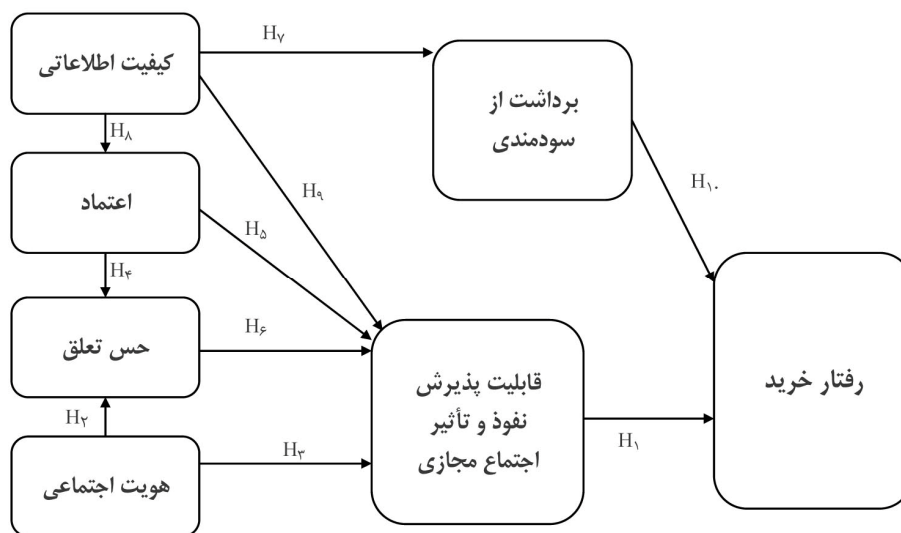 کیفیت اطلاعاتی
H۷
برداشت از
سودمندی
H۸
اعتماد
H۹
H۵
H۱۰
H۴
حس تعلق
H۶
قابلیت پذیرش
نفوذ و تأثیر
اجتماع مجازی
رفتار خرید
H۲
H۳
H۱
هویت اجتماعی